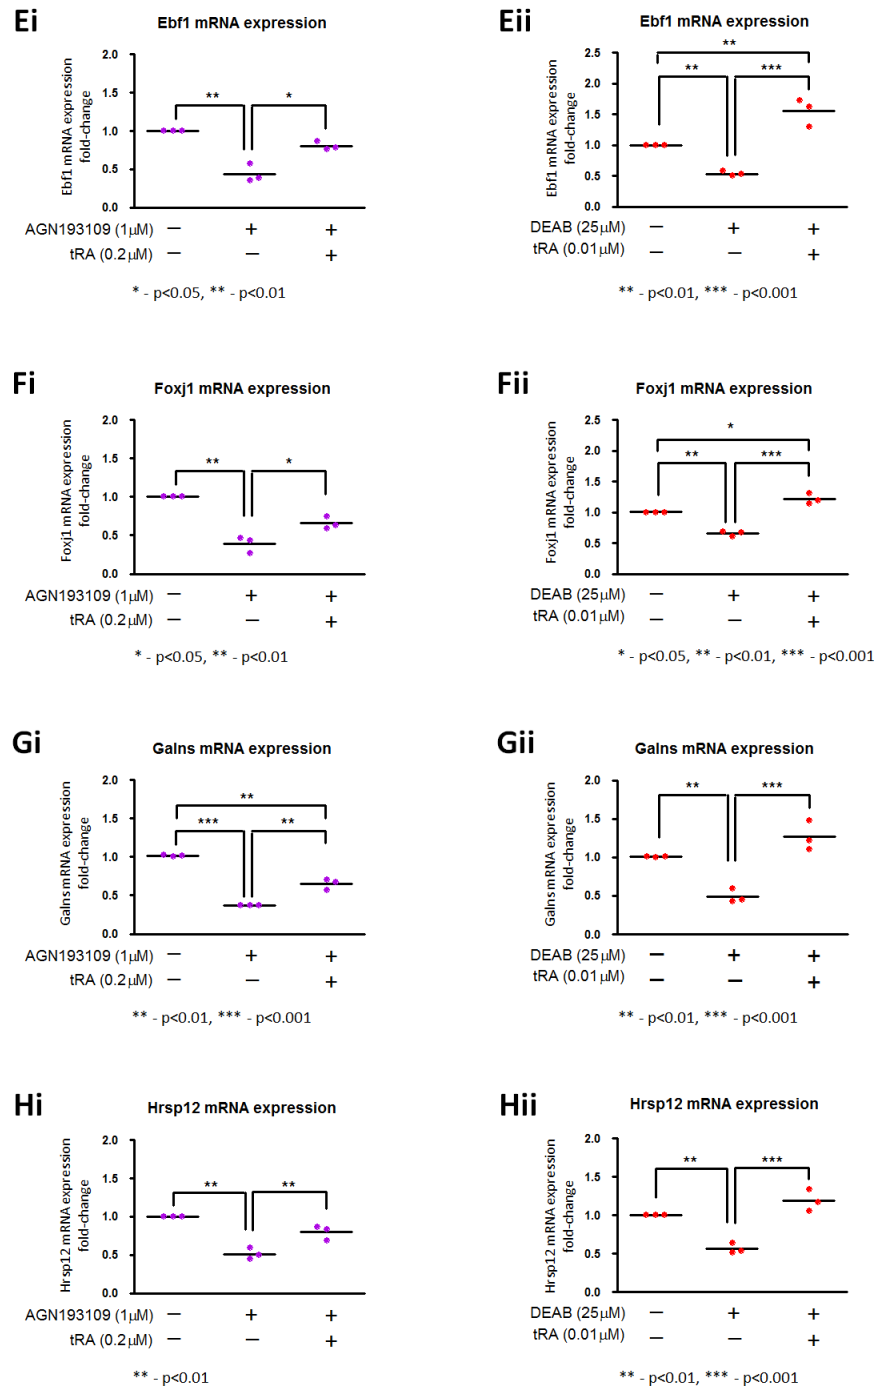 Ei
Ebf1 mRNA expression
Ebf1 mRNA expression
fold-change
2.0
1.5
1.0
0.5
0.0
** *
AGN193109 (1µM) — + +
tRA (0.2µM) — — +
* - p<0.05, ** - p<0.01
Eii
Ebf1 mRNA expression
Ebf1 mRNA expression
fold-change
2.5
2.0
1.5
1.0
0.5
0.0
**
** ***
DEAB (25µM) — + +
tRA (0.01µM) — — +
** - p<0.01, *** - p<0.001
Fi
Foxj1 mRNA expression
Foxj1 mRNA expression
fold-change
2.0
1.5
1.0
0.5
0.0
** *
AGN193109 (1µM) — + +
tRA (0.2µM) — — +
* - p<0.05, ** - p<0.01
Fii
Foxj1 mRNA expression
Foxj1 mRNA expression
fold-change
2.5
2.0
1.5
1.0
0.5
0.0
*
** ***
DEAB (25µM) — + +
tRA (0.01µM) — — +
* - p<0.05, ** - p<0.01, *** - p<0.001
Gi
Galns mRNA expression
Galns mRNA expression
fold-change
2.0
1.5
1.0
0.5
0.0
**
*** **
AGN193109 (1µM) — + +
tRA (0.2µM) — — +
** - p<0.01, *** - p<0.001
Gii
Galns mRNA expression
Galns mRNA expression
fold-change
2.0
1.5
1.0
0.5
0.0
** ***
DEAB (25µM) — + +
tRA (0.01µM) — — +
** - p<0.01, *** - p<0.001
Hi
Hrsp12 mRNA expression
Hrsp12 mRNA expression
fold-change
2.0
1.5
1.0
0.5
0.0
** **
AGN193109 (1µM) — + +
tRA (0.2µM) — — +
** - p<0.01
Hii
Hrsp12 mRNA expression
Hrsp12 mRNA expression
fold-change
2.0
1.5
1.0
0.5
0.0
** ***
DEAB (25µM) — + +
tRA (0.01µM) — — +
** - p<0.01, *** - p<0.001